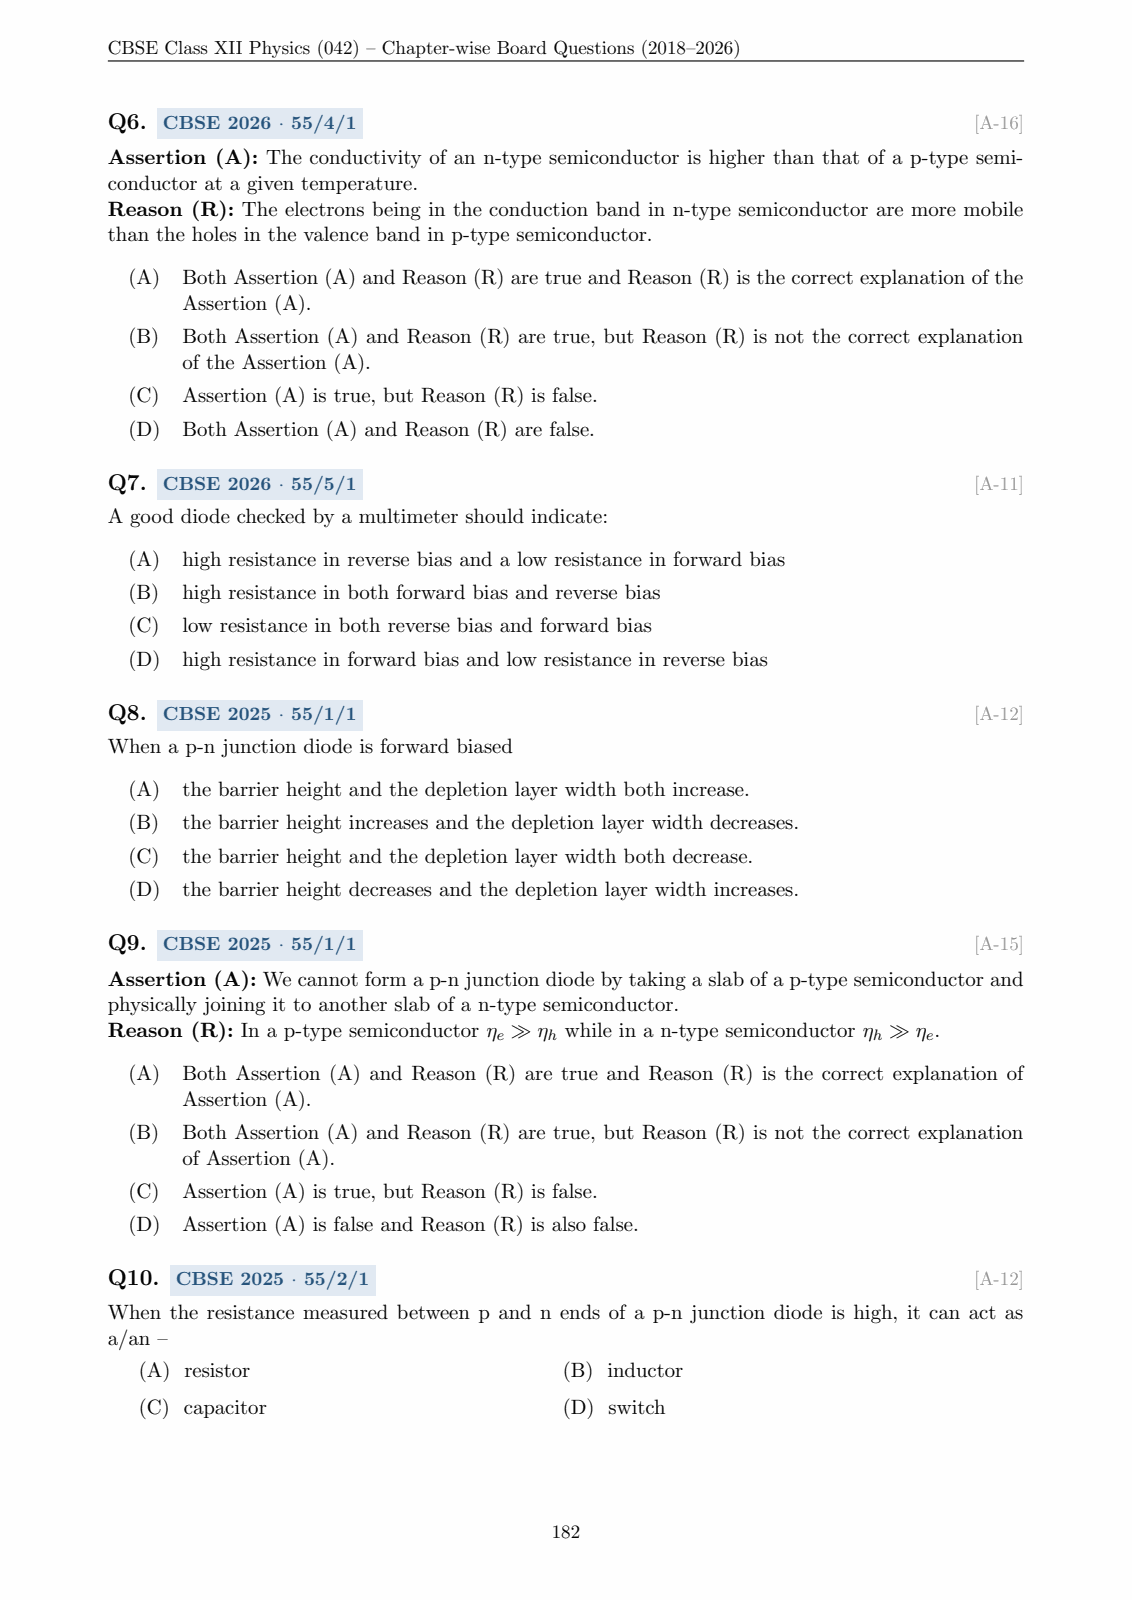 CBSE Class XII Physics (042) – Chapter-wise Board Questions (2018–2026)
Q6. CBSE 2026 · 55/4/1 [A-16]
Assertion (A): The conductivity of an n-type semiconductor is higher than that of a p-type semi-
conductor at a given temperature.
Reason (R): The electrons being in the conduction band in n-type semiconductor are more mobile
than the holes in the valence band in p-type semiconductor.
(A) Both Assertion (A) and Reason (R) are true and Reason (R) is the correct explanation of the
Assertion (A).
(B) Both Assertion (A) and Reason (R) are true, but Reason (R) is not the correct explanation
of the Assertion (A).
(C) Assertion (A) is true, but Reason (R) is false.
(D) Both Assertion (A) and Reason (R) are false.
Q7. CBSE 2026 · 55/5/1 [A-11]
A good diode checked by a multimeter should indicate:
(A) high resistance in reverse bias and a low resistance in forward bias
(B) high resistance in both forward bias and reverse bias
(C) low resistance in both reverse bias and forward bias
(D) high resistance in forward bias and low resistance in reverse bias
Q8. CBSE 2025 · 55/1/1 [A-12]
When a p-n junction diode is forward biased
(A) the barrier height and the depletion layer width both increase.
(B) the barrier height increases and the depletion layer width decreases.
(C) the barrier height and the depletion layer width both decrease.
(D) the barrier height decreases and the depletion layer width increases.
Q9. CBSE 2025 · 55/1/1 [A-15]
Assertion (A): We cannot form a p-n junction diode by taking a slab of a p-type semiconductor and
physically joining it to another slab of a n-type semiconductor.
Reason (R): In a p-type semiconductor ηe ≫ ηh while in a n-type semiconductor ηh ≫ ηe.
(A) Both Assertion (A) and Reason (R) are true and Reason (R) is the correct explanation of
Assertion (A).
(B) Both Assertion (A) and Reason (R) are true, but Reason (R) is not the correct explanation
of Assertion (A).
(C) Assertion (A) is true, but Reason (R) is false.
(D) Assertion (A) is false and Reason (R) is also false.
Q10. CBSE 2025 · 55/2/1 [A-12]
When the resistance measured between p and n ends of a p-n junction diode is high, it can act as
a/an –
(A) resistor (B) inductor
(C) capacitor (D) switch
182